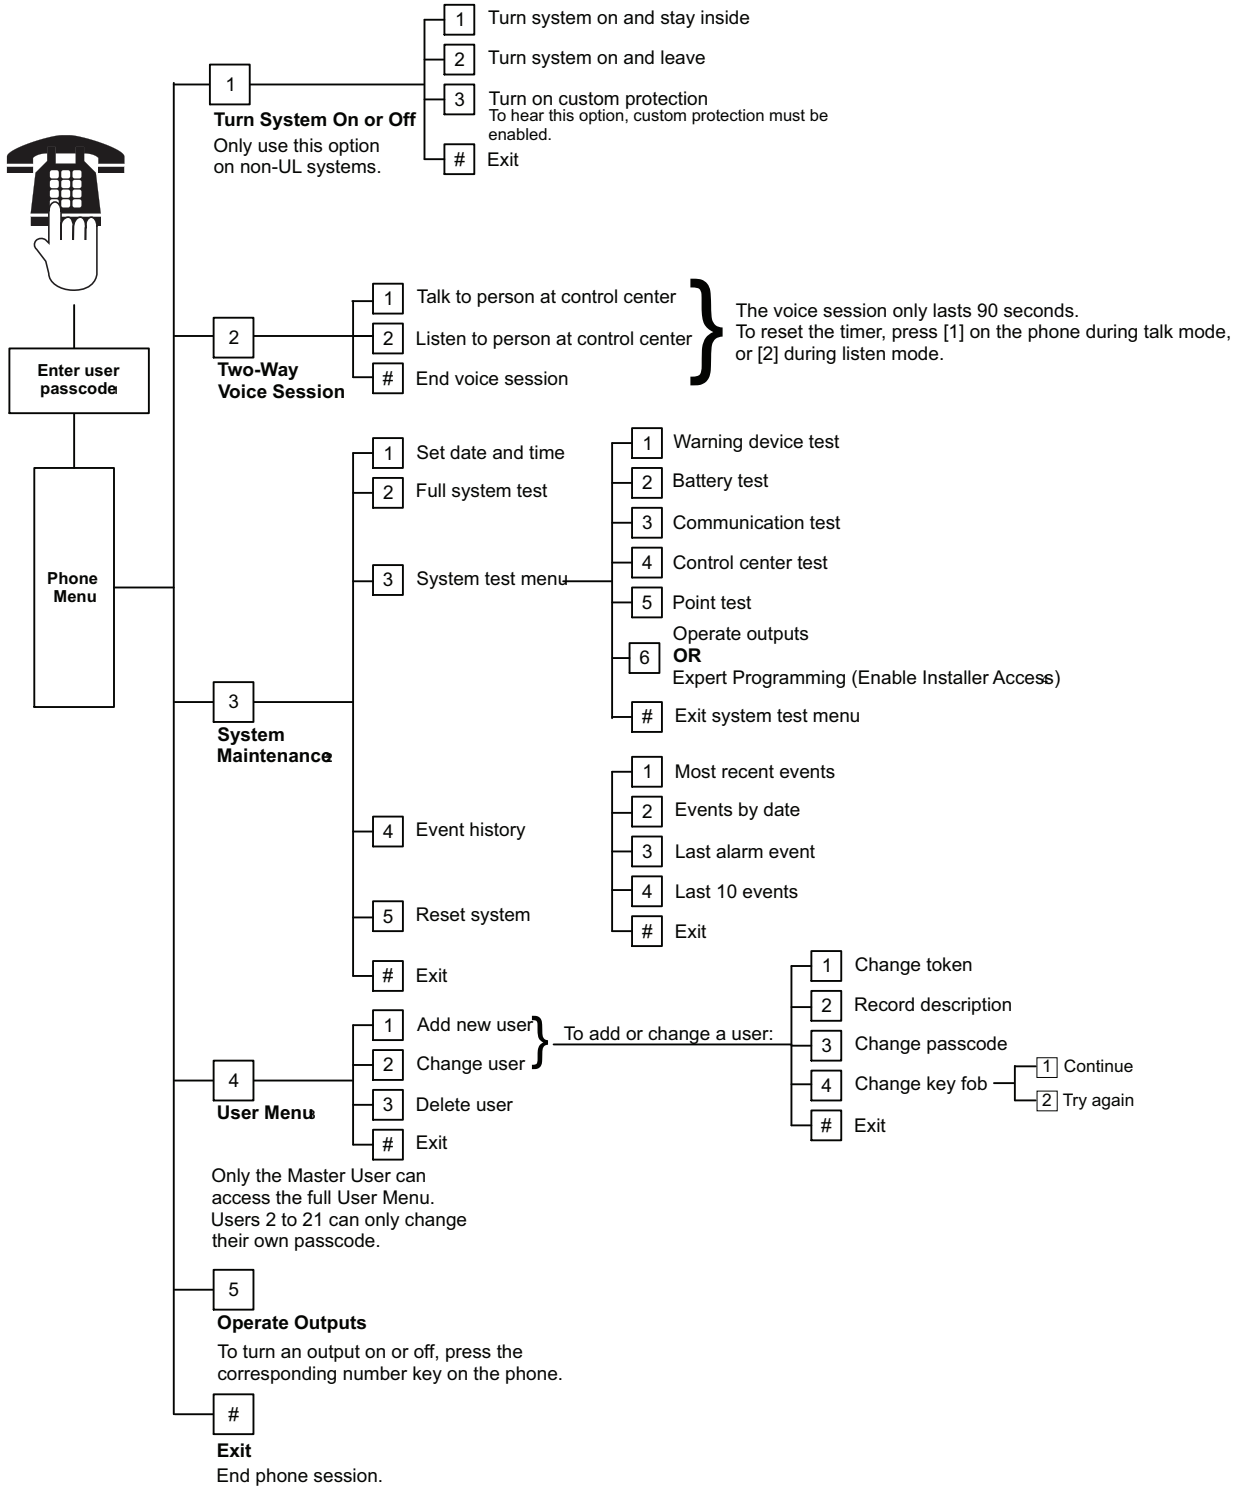 1 Turn system on and stay inside
2 Turn system on and leave
1
3 Turn on custom protection
To hear this option, custom protection must be
enabled.
Turn System On or Off
Only use this option
on non-UL systems.
# Exit
1 Talk to person at control center
2 Listen to person at control center
# End voice session
The voice session only lasts 90 seconds.
To reset the timer, press [1] on the phone during talk mode,
or [2] during listen mode.
2
Two-Way
Voice Session
Enter user
passcode1
Phone
Menu
1 Set date and time
2 Full system test
3 System test menu
1 Warning device test
2 Battery test
3 Communication test
4 Control center test
5 Point test
Operate outputs
6 OR
Expert Programming (Enable Installer Access)
# Exit system test menu
3
System
Maintenance2
4 Event history
1 Most recent events
2 Events by date
3 Last alarm event
4 Last 10 events
# Exit
5 Reset system
# Exit
1 Add new user
2 Change user
3 Delete user
# Exit
To add or change a user:
1 Change token
2 Record description
3 Change passcode
4 Change key fob
1 Continue
2 Try again
# Exit
4
User Menu3
Only the Master User can
access the full User Menu.
Users 2 to 21 can only change
their own passcode.
5
Operate Outputs
To turn an output on or off, press the
corresponding number key on the phone.
#
Exit
End phone session.